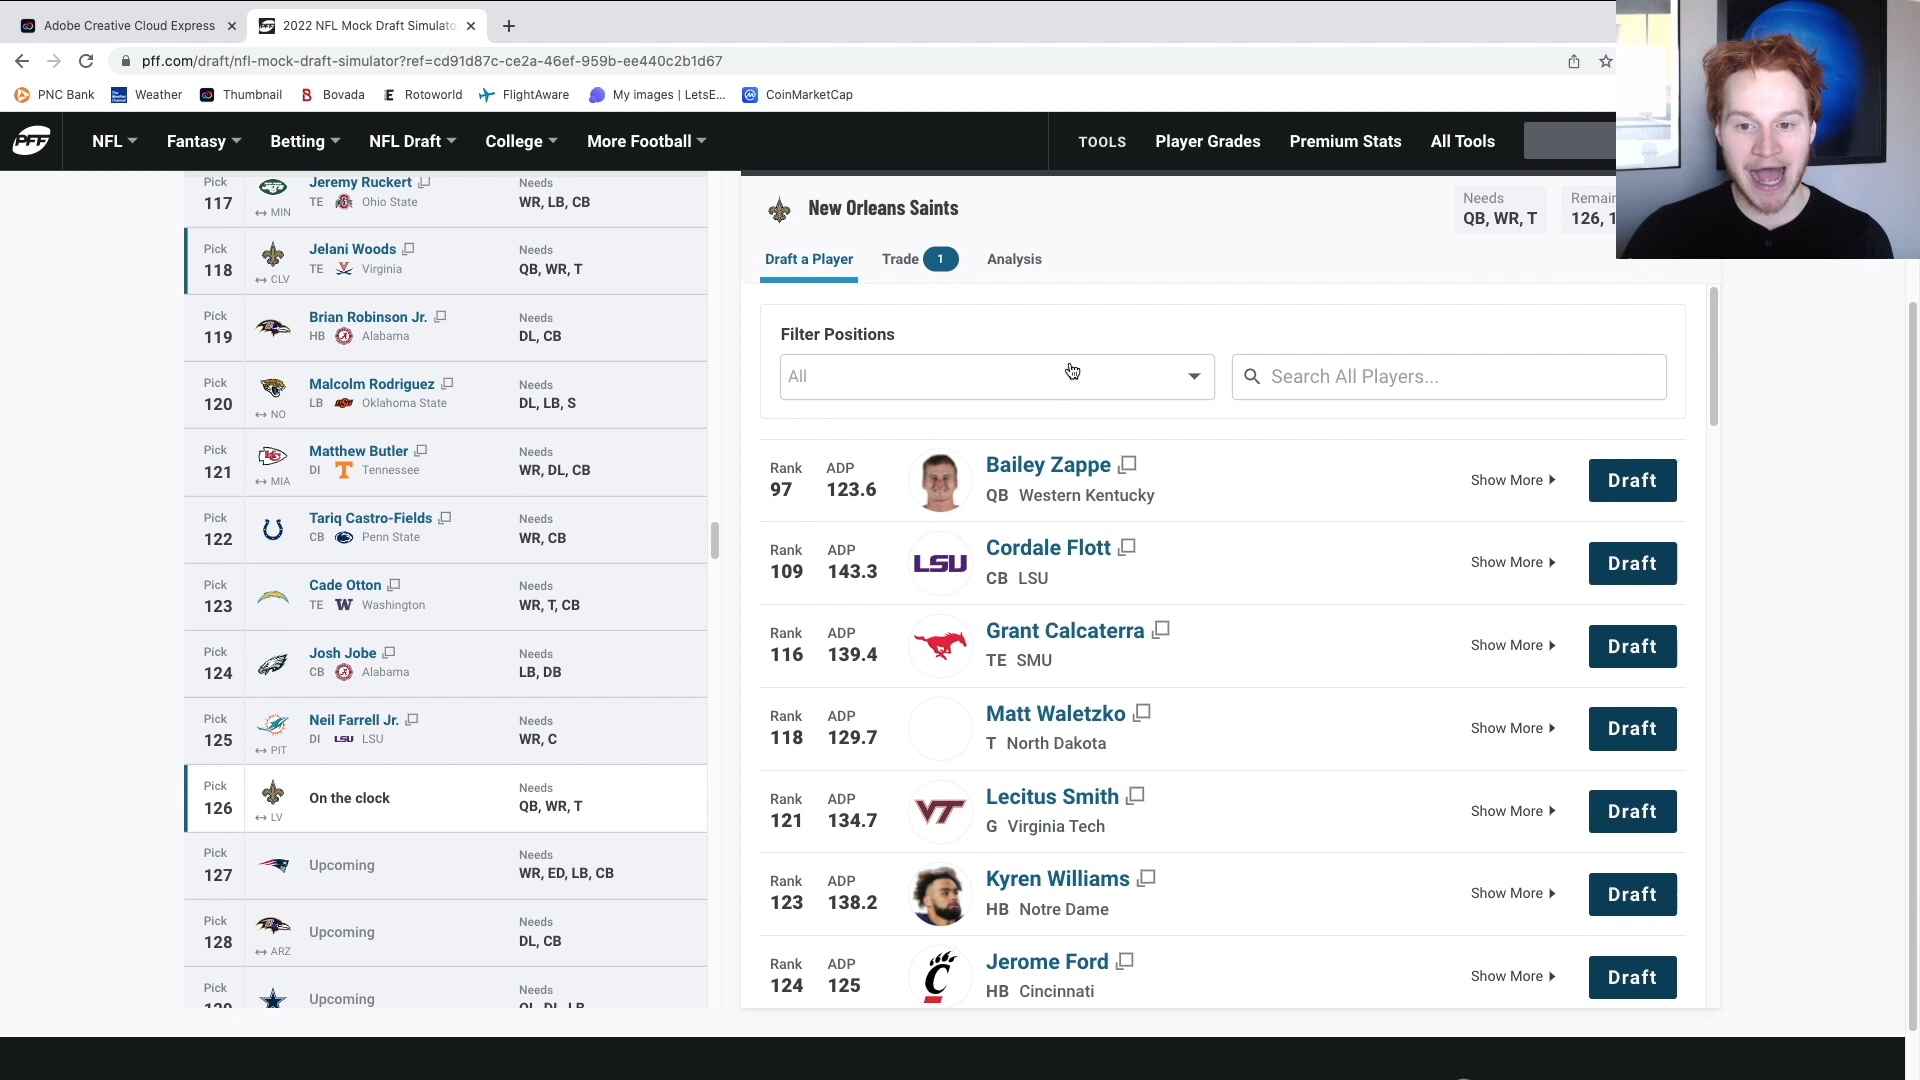 Adobe Creative Cloud Express
2022 NFL Mock Draft Simulato
pff.com/draft/nfl-mock-draft-simulator?ref=cd91d87c-ce2a-46ef-959b-ee440c2b1d67
PNC Bank
Weather
Thumbnail
Bovada
Rotoworld
FlightAware
My images | LetsE...
CoinMarketCap
PFF
NFL
Fantasy
Betting
NFL Draft
College
More Football
TOOLS
Player Grades
Premium Stats
All Tools
Pick
117
MIN
Jeremy Ruckert
TE Ohio State
Needs
WR, LB, CB
Pick
118
CLV
Jelani Woods
TE Virginia
Needs
QB, WR, T
Pick
119
Brian Robinson Jr.
HB Alabama
Needs
DL, CB
Pick
120
NO
Malcolm Rodriguez
LB Oklahoma State
Needs
DL, LB, S
Pick
121
MIA
Matthew Butler
DI Tennessee
Needs
WR, DL, CB
Pick
122
Tariq Castro-Fields
CB Penn State
Needs
WR, CB
Pick
123
Cade Otton
TE Washington
Needs
WR, T, CB
Pick
124
Josh Jobe
CB Alabama
Needs
LB, DB
Pick
125
PIT
Neil Farrell Jr.
DI LSU LSU
Needs
WR, C
Pick
126
LV
On the clock
Needs
QB, WR, T
Pick
127
Upcoming
Needs
WR, ED, LB, CB
Pick
128
ARZ
Upcoming
Needs
DL, CB
Pick
Upcoming
Needs
New Orleans Saints
Needs
QB, WR, T
Remai
126, 1
Draft a Player
Trade 1
Analysis
Filter Positions
All
Search All Players...
Rank
97
ADP
123.6
Bailey Zappe
QB Western Kentucky
Show More
Draft
Rank
109
ADP
143.3
LSU
Cordale Flott
CB LSU
Show More
Draft
Rank
116
ADP
139.4
Grant Calcaterra
TE SMU
Show More
Draft
Rank
118
ADP
129.7
Matt Waletzko
T North Dakota
Show More
Draft
Rank
121
ADP
134.7
VT
Lecitus Smith
G Virginia Tech
Show More
Draft
Rank
123
ADP
138.2
Kyren Williams
HB Notre Dame
Show More
Draft
Rank
124
ADP
125
Jerome Ford
HB Cincinnati
Show More
Draft